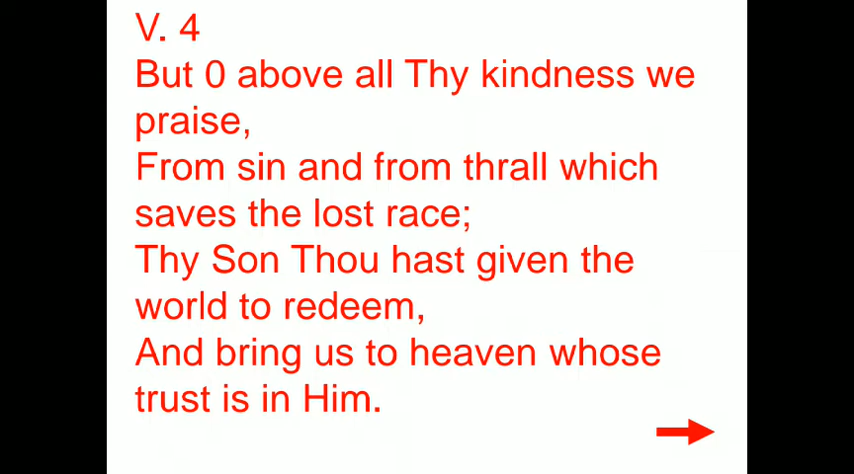 V. 4
But 0 above all Thy kindness we
praise,
From sin and from thrall which
saves the lost race;
Thy Son Thou hast given the
world to redeem,
And bring us to heaven whose
trust is in Him.